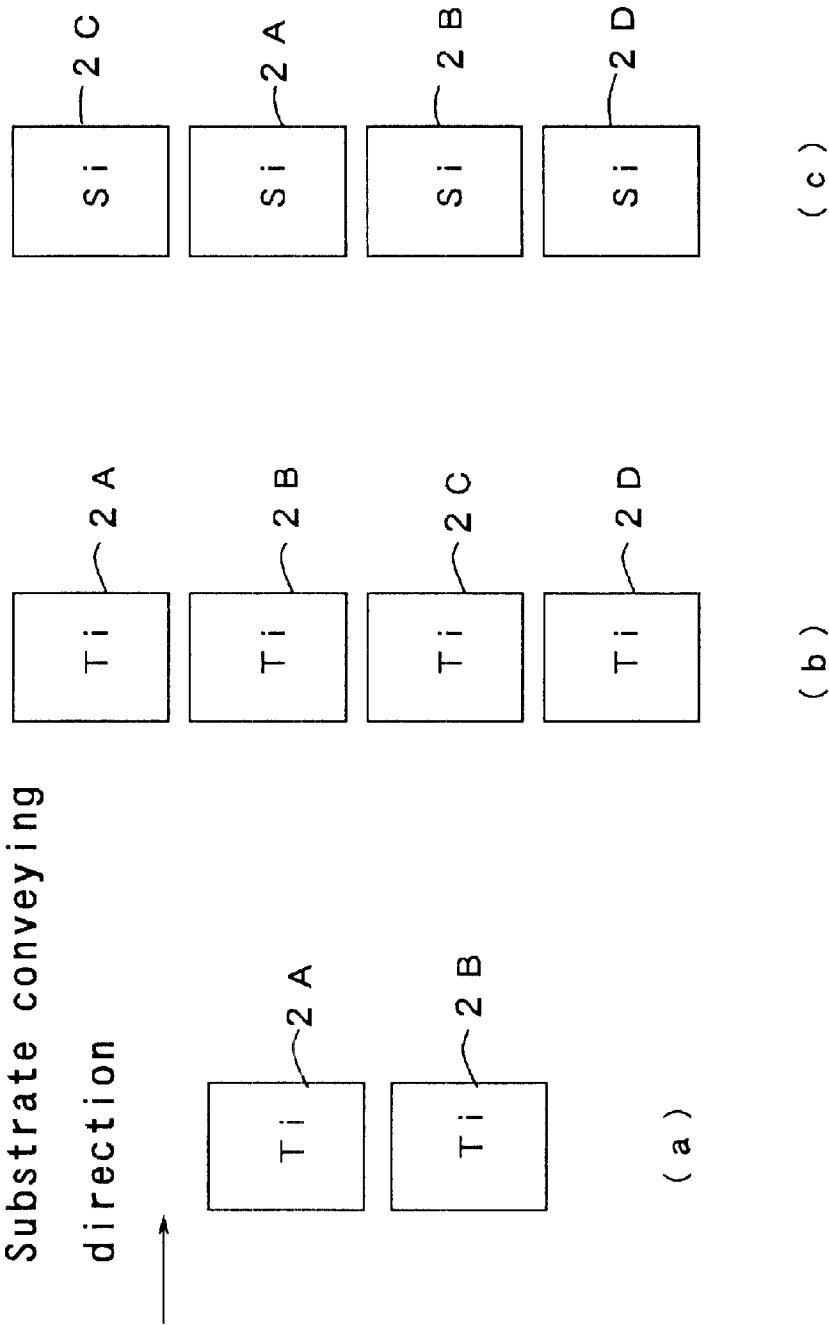 Substrate conveying
direction
Ti 2A
Ti 2B
(a)
Ti 2A
Ti 2B
Ti 2C
Ti 2D
(b)
Si 2C
Si 2A
Si 2B
Si 2D
(c)